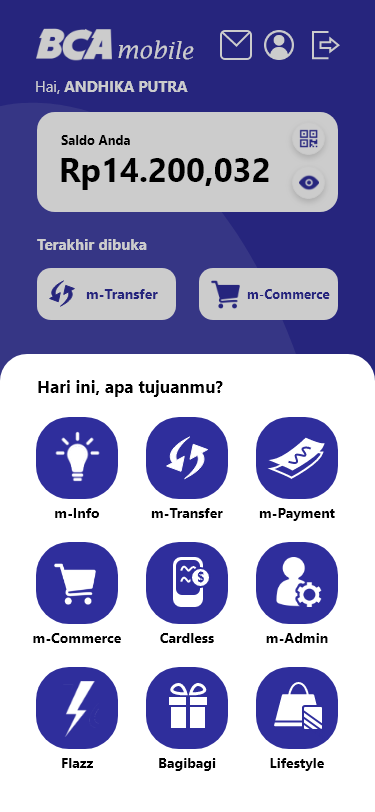 BCA mobile
Hai, ANDHIKA PUTRA
Saldo Anda
Rp14.200,032
Terakhir dibuka
m-Transfer m-Commerce
Hari ini, apa tujuanmu?
m-Info m-Transfer m-Payment
$
m-Commerce Cardless m-Admin
Flazz Bagibagi Lifestyle